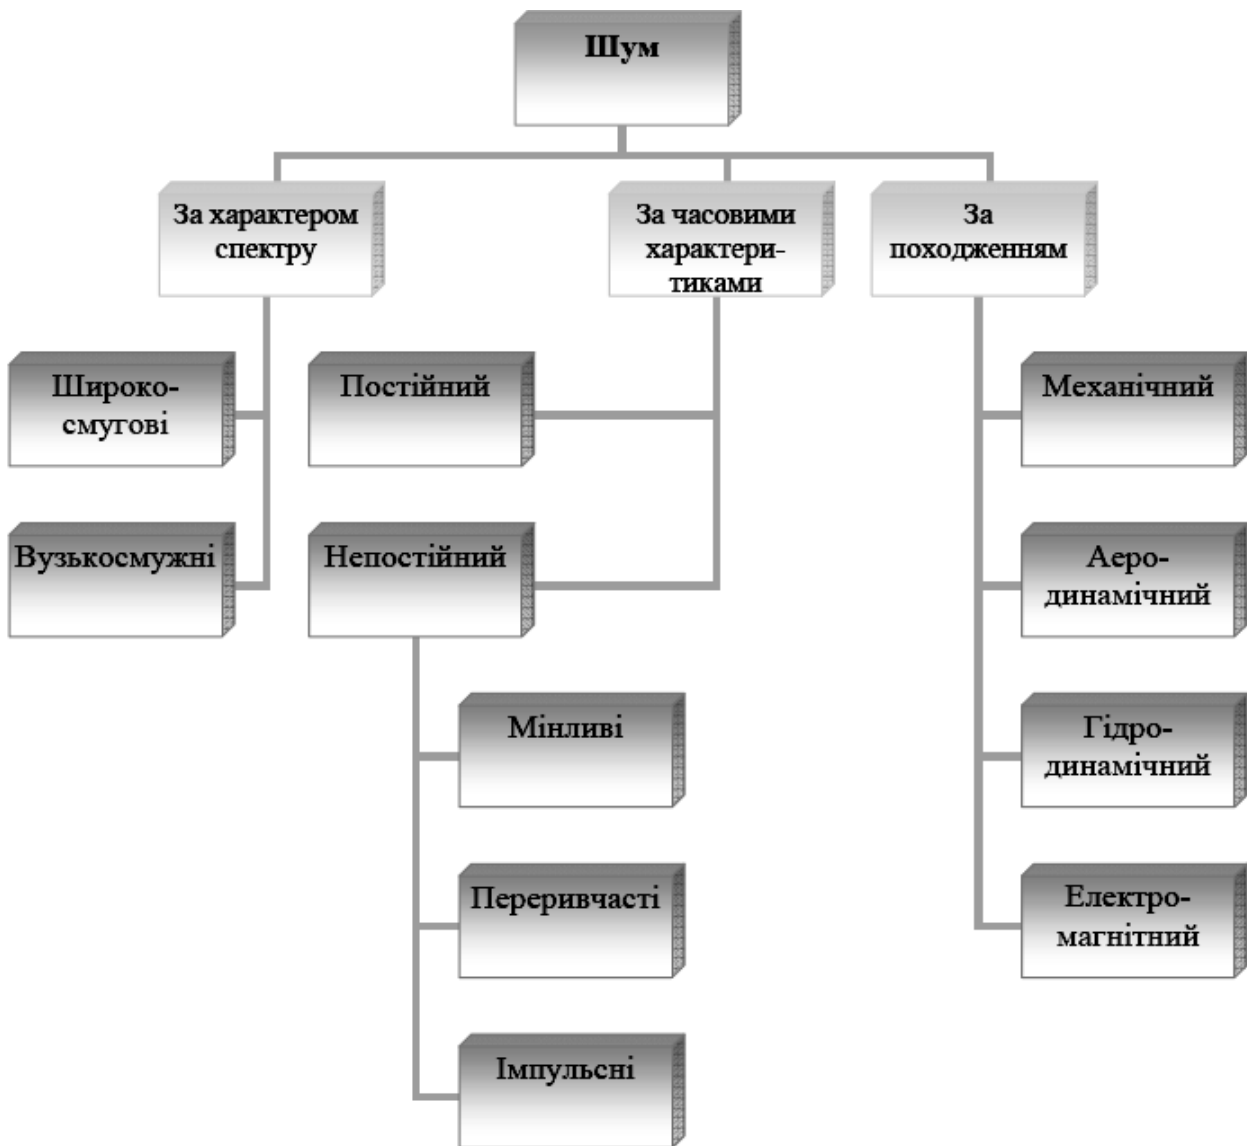 Шум
За характером
спектру
За часовими
характери-
тиками
За
походженням
Широко-
смугові
Постійний
Механічний
Вузькосмужні
Непостійний
Аеро-
динамічний
Мінливі
Гідро-
динамічний
Переривчасті
Електро-
магнітний
Імпульсні